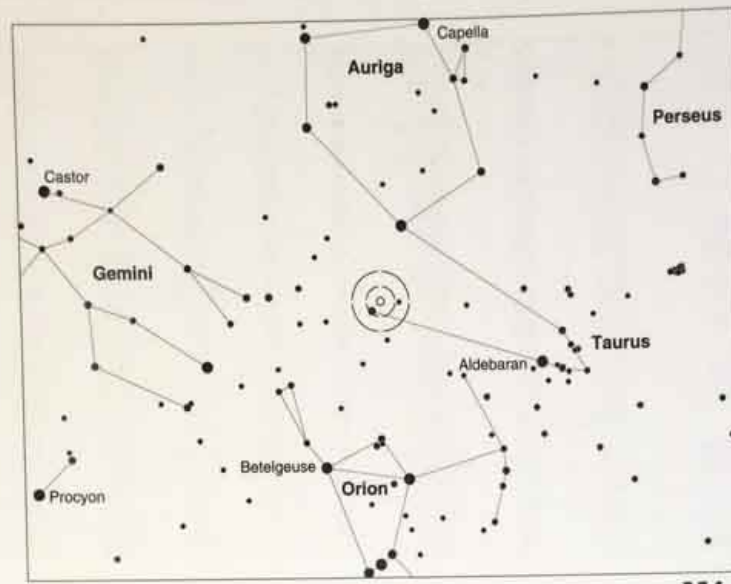 Capella
Auriga
Perseus
Castor
Gemini
Taurus
Aldebaran
Betelgeuse
Orion
Procyon